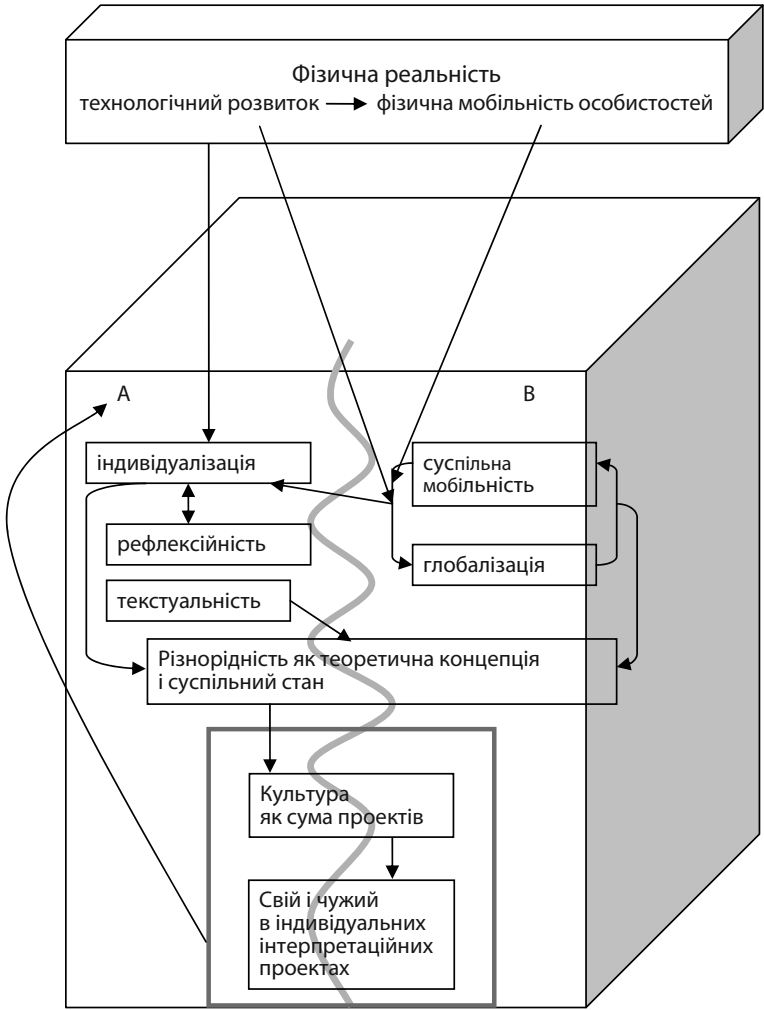 Фізична реальність
технологічний розвиток → фізична мобільність особистостей
А
В
індивідуалізація
суспільна
мобільність
рефлексійність
глобалізація
текстуальність
Різнорідність як теоретична концепція
і суспільний стан
Культура
як сума проектів
Свій і чужий
в індивідуальних
інтерпретаційних
проектах